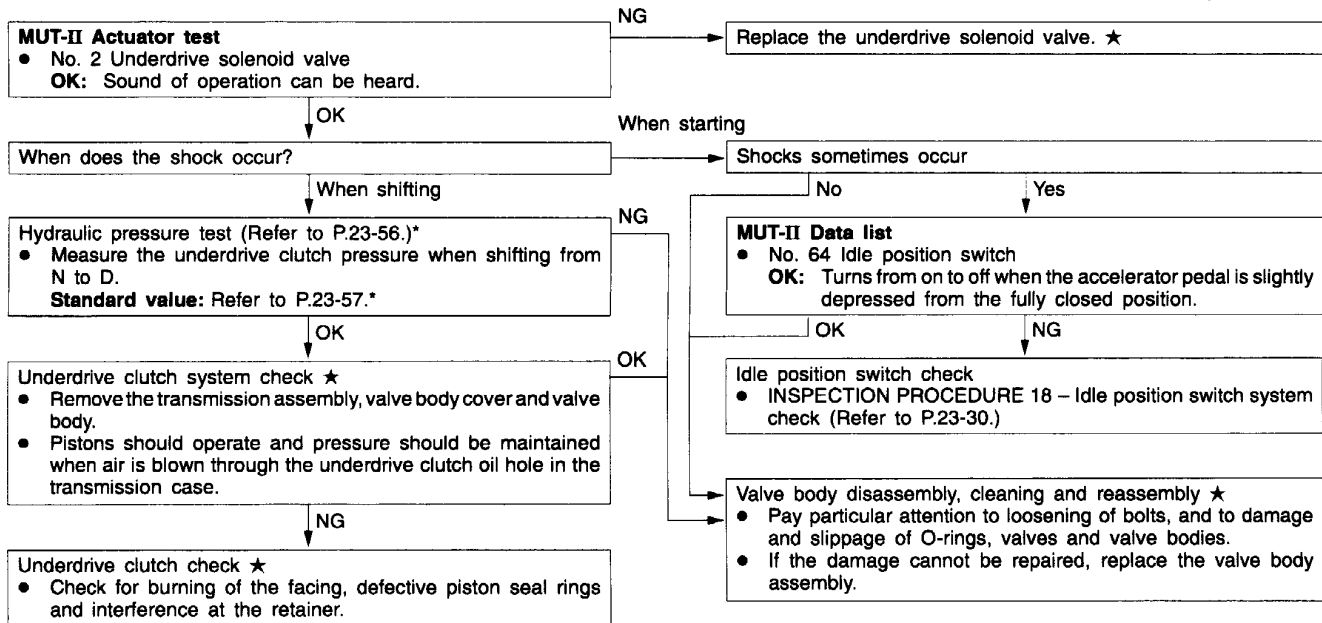 NG
MUT-II Actuator test
● No. 2 Underdrive solenoid valve
OK: Sound of operation can be heard.
Replace the underdrive solenoid valve. ★
OK
When starting
When does the shock occur?
Shocks sometimes occur
When shifting
No
Yes
NG
Hydraulic pressure test (Refer to P.23-56.)*
● Measure the underdrive clutch pressure when shifting from
N to D.
Standard value: Refer to P.23-57.*
MUT-II Data list
● No. 64 Idle position switch
OK: Turns from on to off when the accelerator pedal is slightly
depressed from the fully closed position.
OK
OK
NG
OK
Underdrive clutch system check ★
● Remove the transmission assembly, valve body cover and valve
body.
● Pistons should operate and pressure should be maintained
when air is blown through the underdrive clutch oil hole in the
transmission case.
Idle position switch check
● INSPECTION PROCEDURE 18 – Idle position switch system
check (Refer to P.23-30.)
NG
Valve body disassembly, cleaning and reassembly ★
● Pay particular attention to loosening of bolts, and to damage
and slippage of O-rings, valves and valve bodies.
● If the damage cannot be repaired, replace the valve body
assembly.
Underdrive clutch check ★
● Check for burning of the facing, defective piston seal rings
and interference at the retainer.